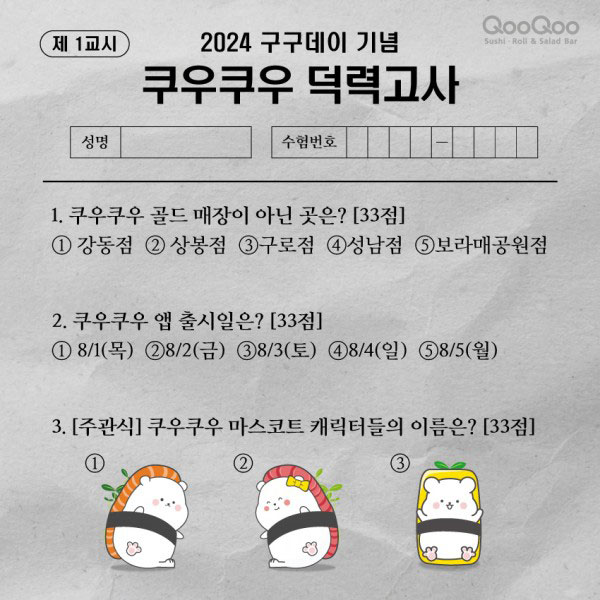 제 1교시
2024 구구데이 기념
QooQoo
Sushi · Roll & Salad Bar
쿠우쿠우 덕력고사
성명
수험번호
–
1. 쿠우쿠우 골드 매장이 아닌 곳은? [33점]
① 강동점 ② 상봉점 ③구로점 ④성남점 ⑤보라매공원점
2. 쿠우쿠우 앱 출시일은? [33점]
① 8/1(목) ②8/2(금) ③8/3(토) ④8/4(일) ⑤8/5(월)
3. [주관식] 쿠우쿠우 마스코트 캐릭터들의 이름은? [33점]
① ② ③